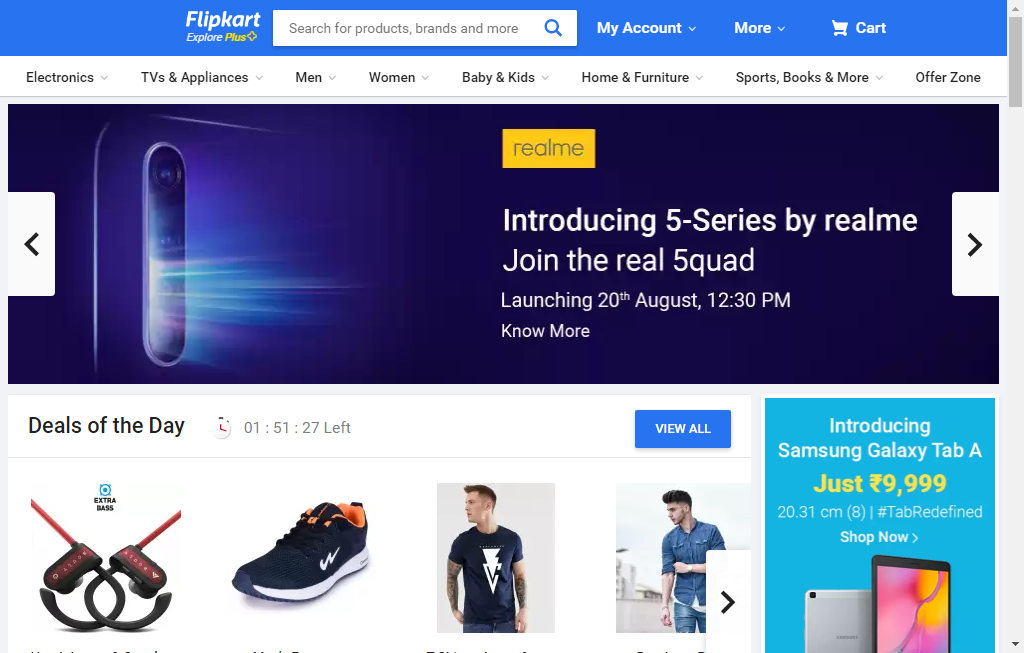 Flipkart
Explore Plus
Search for products, brands and more
My Account
More
Cart
Electronics
TVs & Appliances
Men
Women
Baby & Kids
Home & Furniture
Sports, Books & More
Offer Zone
realme
Introducing 5-Series by realme
Join the real 5quad
Launching 20th August, 12:30 PM
Know More
Deals of the Day
01 : 51 : 27 Left
VIEW ALL
EXTRA
BASS
Introducing
Samsung Galaxy Tab A
Just ₹9,999
20.31 cm (8) | #TabRedefined
Shop Now
SAMSUNG